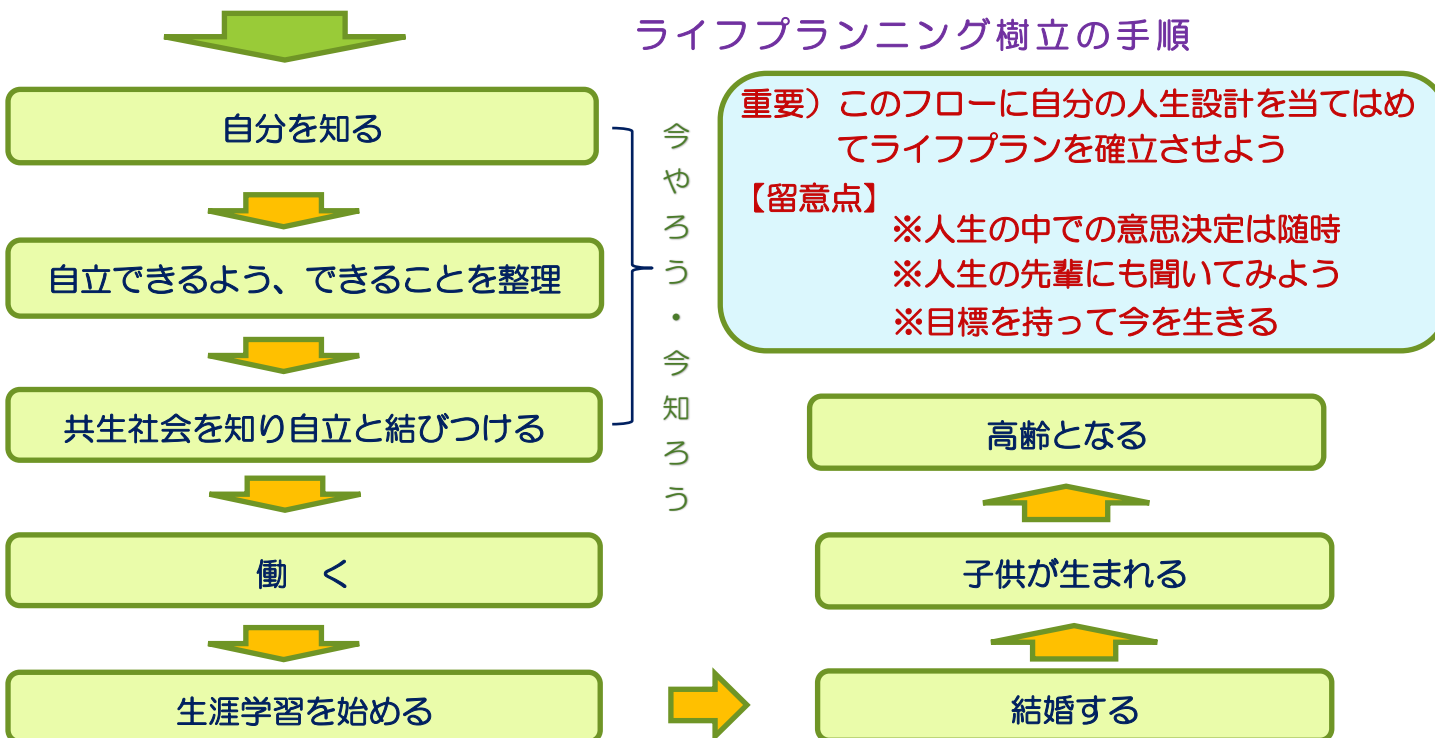 ライフプランニング樹立の手順
重要）このフローに自分の人生設計を当てはめ
てライフプランを確立させよう
【留意点】
※人生の中での意思決定は随時
※人生の先輩にも聞いてみよう
※目標を持って今を生きる
自分を知る
自立できるよう、できることを整理
共生社会を知り自立と結びつける
今やろう・今知ろう
働　く
生涯学習を始める
結婚する
子供が生まれる
高齢となる